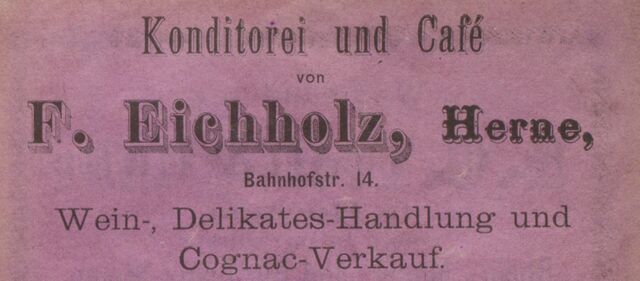 Konditorei und Café
von
F. Eichholz, Herne,
Bahnhofstr. 14.
Wein-, Delikates-Handlung und
Cognac-Verkauf.